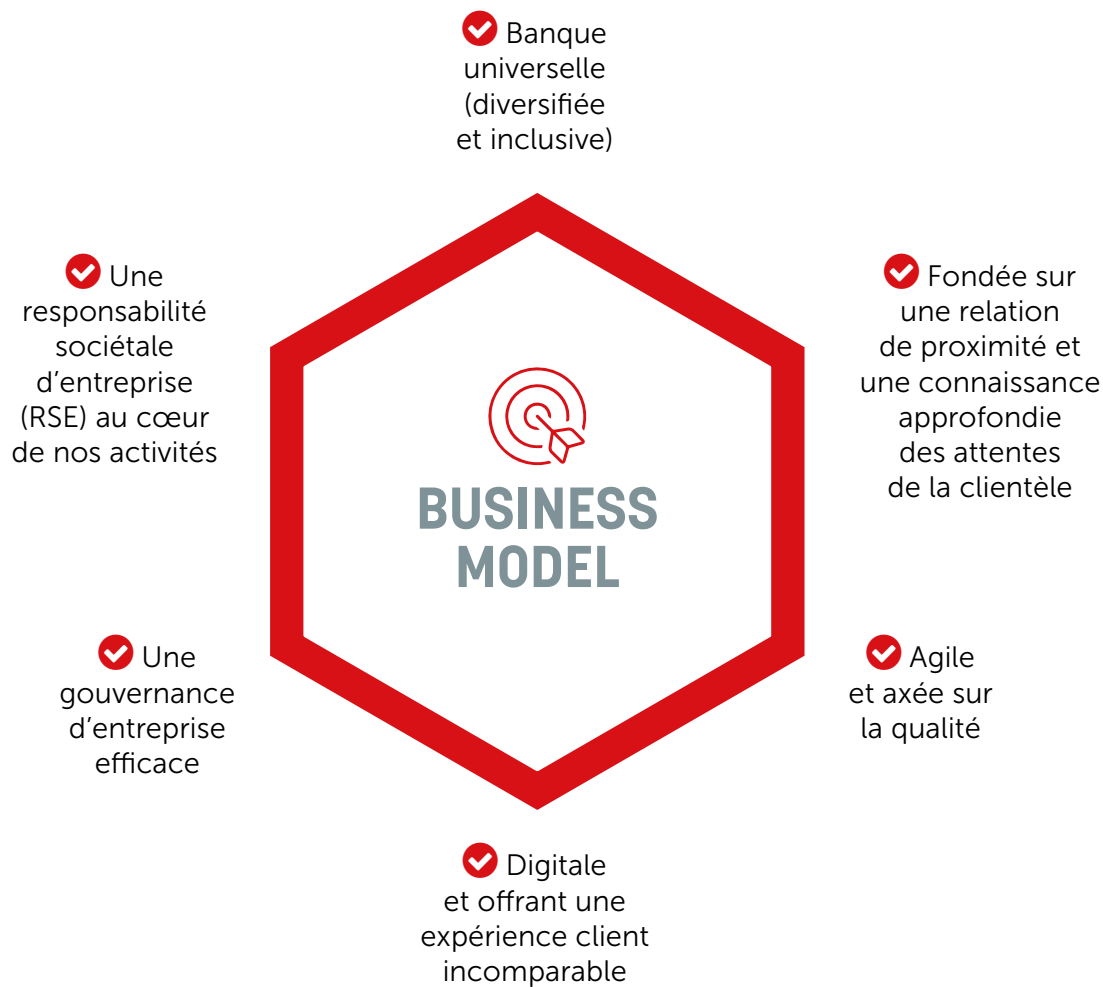 Banque
universelle
(diversifiée
et inclusive)
Une
responsabilité
sociétale
d'entreprise
(RSE) au cœur
de nos activités
Fondée sur
une relation
de proximité et
une connaissance
approfondie
des attentes
de la clientèle
BUSINESS
MODEL
Une
gouvernance
d'entreprise
efficace
Agile
et axée sur
la qualité
Digitale
et offrant une
expérience client
incomparable